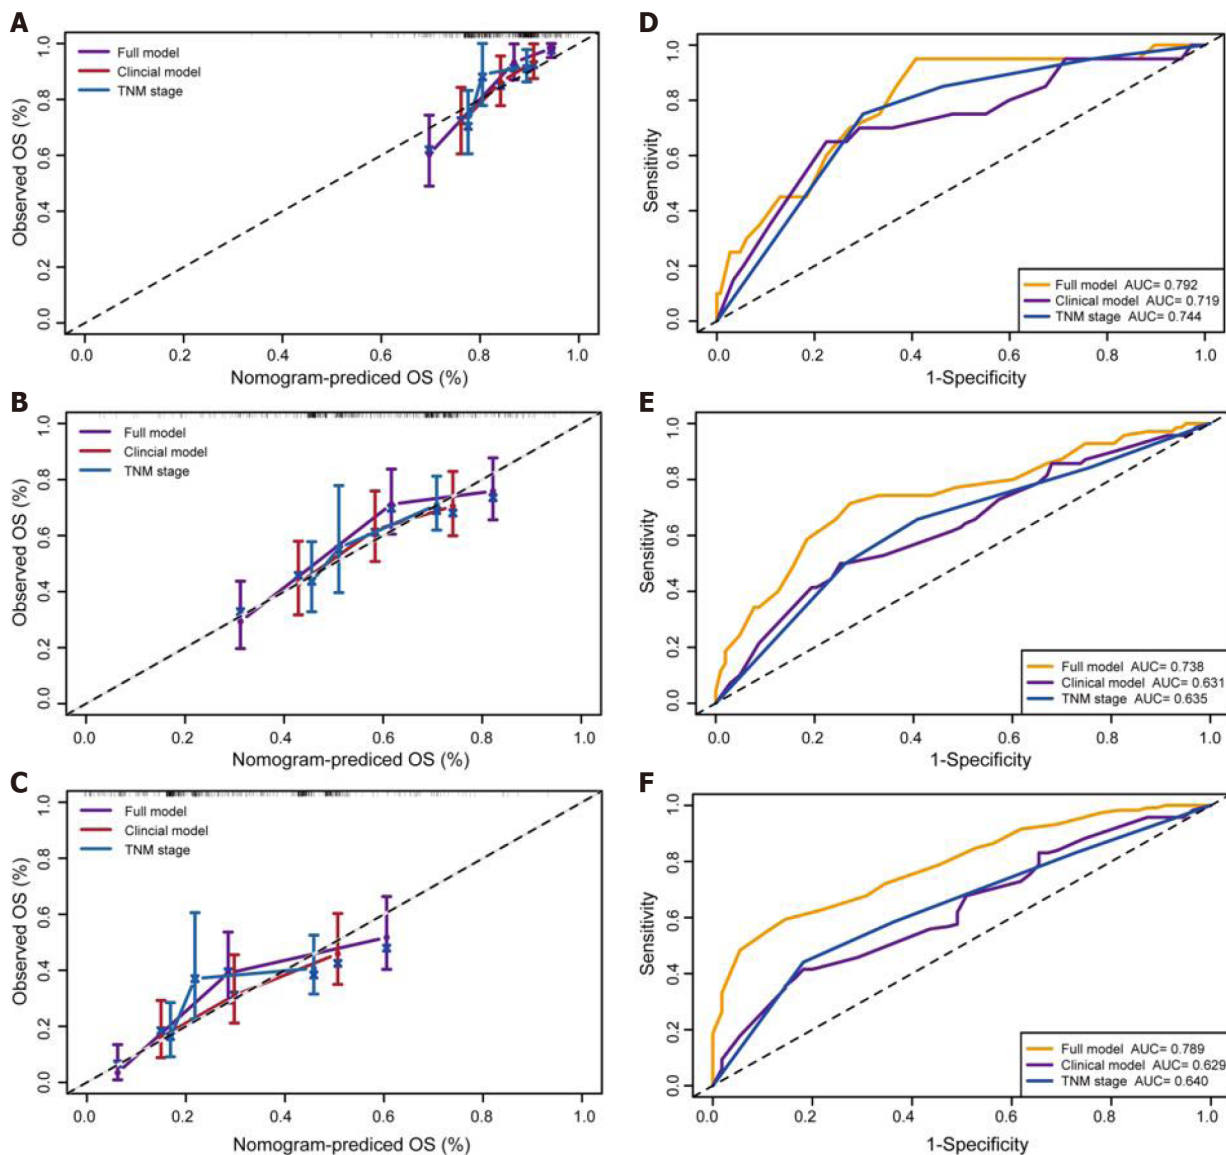 A
Full model
Clincial model
TNM stage
Observed OS (%)
0.0 0.2 0.4 0.6 0.8 1.0
0.0 0.2 0.4 0.6 0.8 1.0
Nomogram-prediced OS (%)
D
Sensitivity
0.0 0.2 0.4 0.6 0.8 1.0
Full model AUC= 0.792
Clinical model AUC= 0.719
TNM stage AUC= 0.744
0.0 0.2 0.4 0.6 0.8 1.0
1-Specificity
B
Full model
Clincial model
TNM stage
Observed OS (%)
0.0 0.2 0.4 0.6 0.8 1.0
0.0 0.2 0.4 0.6 0.8 1.0
Nomogram-prediced OS (%)
E
Sensitivity
0.0 0.2 0.4 0.6 0.8 1.0
Full model AUC= 0.738
Clinical model AUC= 0.631
TNM stage AUC= 0.635
0.0 0.2 0.4 0.6 0.8 1.0
1-Specificity
C
Full model
Clincial model
TNM stage
Observed OS (%)
0.0 0.2 0.4 0.6 0.8 1.0
0.0 0.2 0.4 0.6 0.8 1.0
Nomogram-prediced OS (%)
F
Sensitivity
0.0 0.2 0.4 0.6 0.8 1.0
Full model AUC= 0.789
Clinical model AUC= 0.629
TNM stage AUC= 0.640
0.0 0.2 0.4 0.6 0.8 1.0
1-Specificity